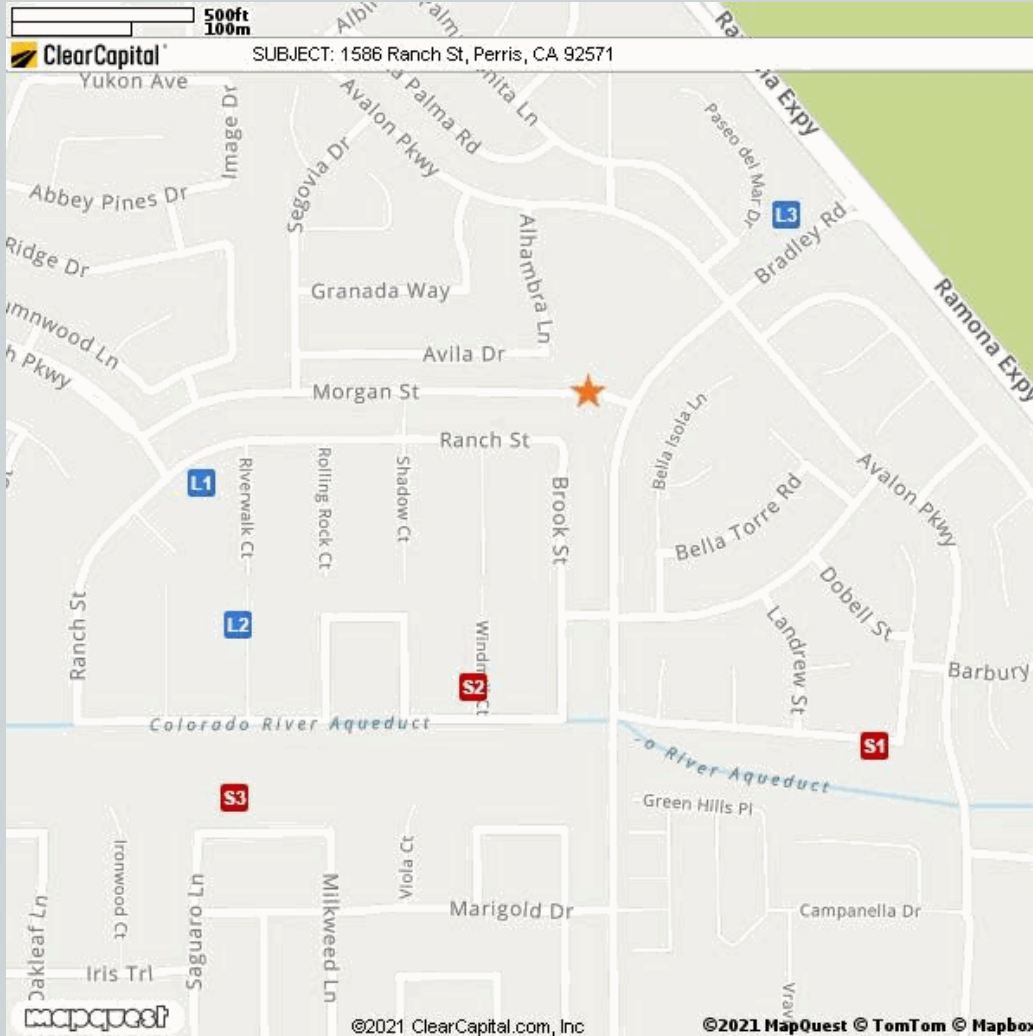 500ft
100m
ClearCapital
SUBJECT: 1586 Ranch St, Perris, CA 92571
Yukon Ave
Image Dr
Abbey Pines Dr
Ridge Dr
h Pkwy
Segovia Dr
Avalon Pkwy
a Palma Rd
Granada Way
Alhambra Ln
Avila Dr
Morgan St
Ranch St
Paseo del Mar Dr
L3
Bradley Rd
ia Expy
Ramona Expy
L1
Riverwalk Ct
Rolling Rock Ct
Shadow Ct
Brook St
Bella Isola Ln
Bella Torre Rd
Avalon Pkwy
Ranch St
L2
Dobell St
Landrew St
Barbury
S2
Colorado River Aqueduct
S1
o River Aqueduct
S3
Green Hills Pl
Ironwood Ct
Viola Ct
Saguaro Ln
Milkweed Ln
Marigold Dr
Campanella Dr
Oakleaf Ln
Iris Trl
mapquest
©2021 ClearCapital.com, Inc
©2021 MapQuest © TomTom © Mapbo